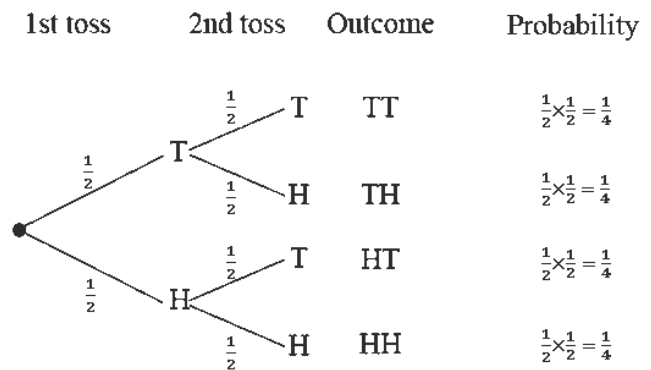 1st toss 2nd toss Outcome Probability
1/2 T TT 1/2 × 1/2 = 1/4
1/2 T
1/2 H TH 1/2 × 1/2 = 1/4
1/2 T HT 1/2 × 1/2 = 1/4
1/2 H
1/2 H HH 1/2 × 1/2 = 1/4